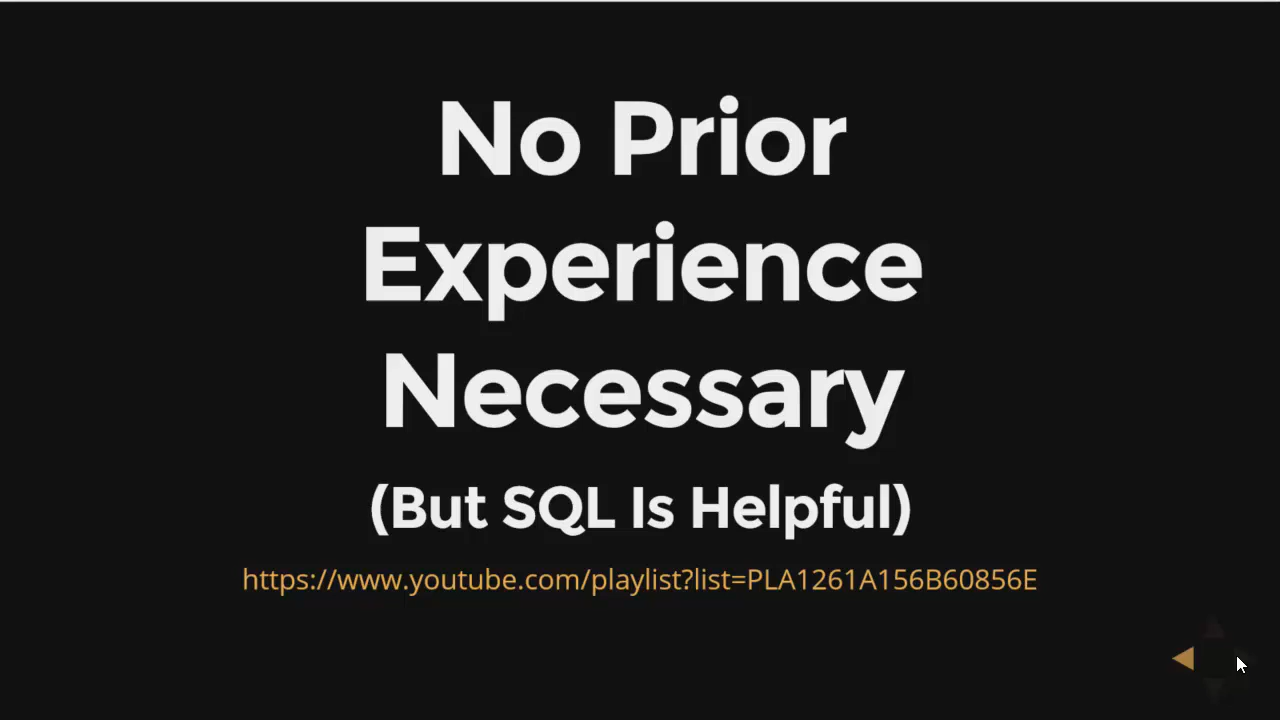 No Prior
Experience
Necessary
(But SQL Is Helpful)
https://www.youtube.com/playlist?list=PLA1261A156B60856E